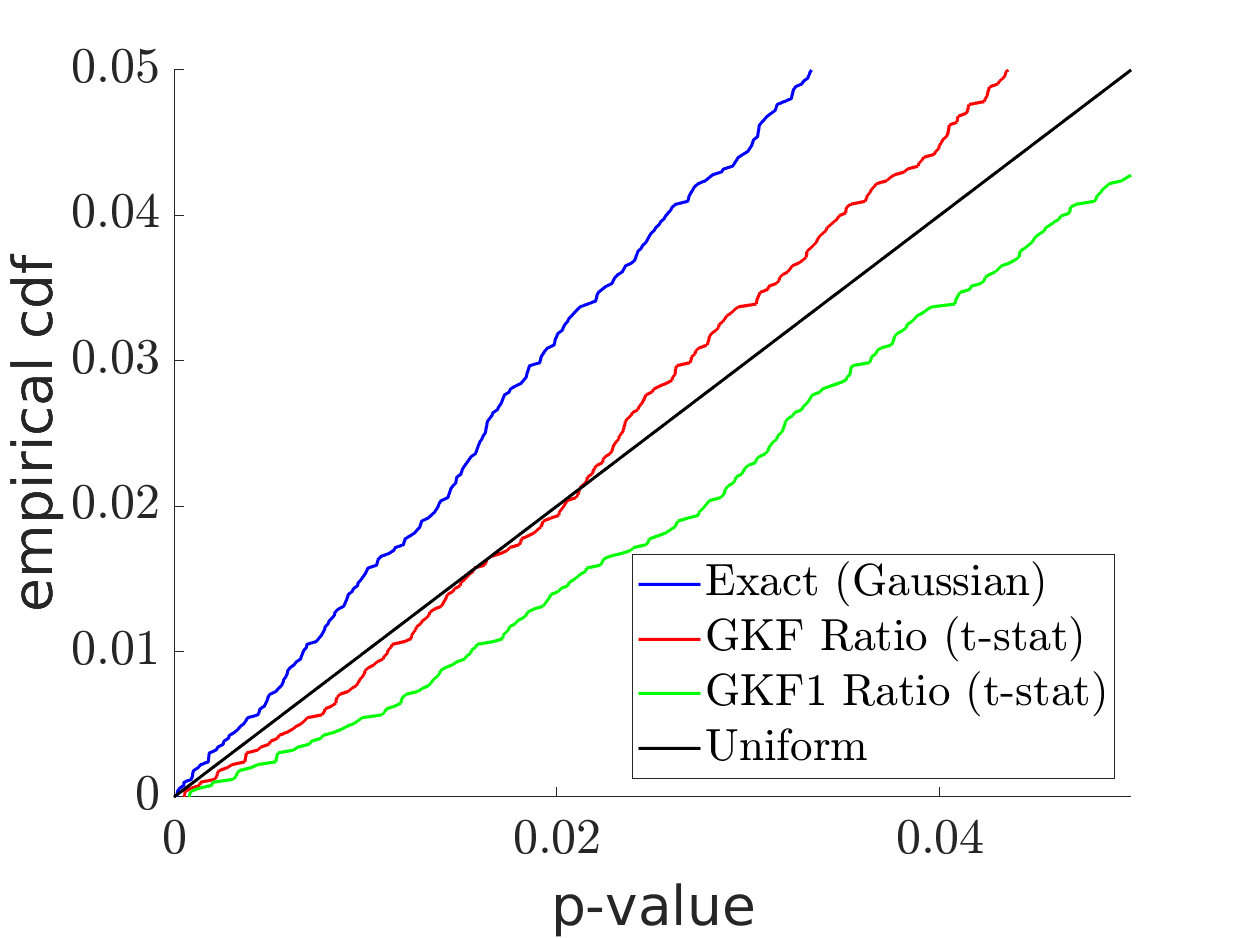 0.05
0.04
0.03
0.02
0.01
0
empirical cdf
Exact (Gaussian)
GKF Ratio (t-stat)
GKF1 Ratio (t-stat)
Uniform
0
0.02
0.04
p-value